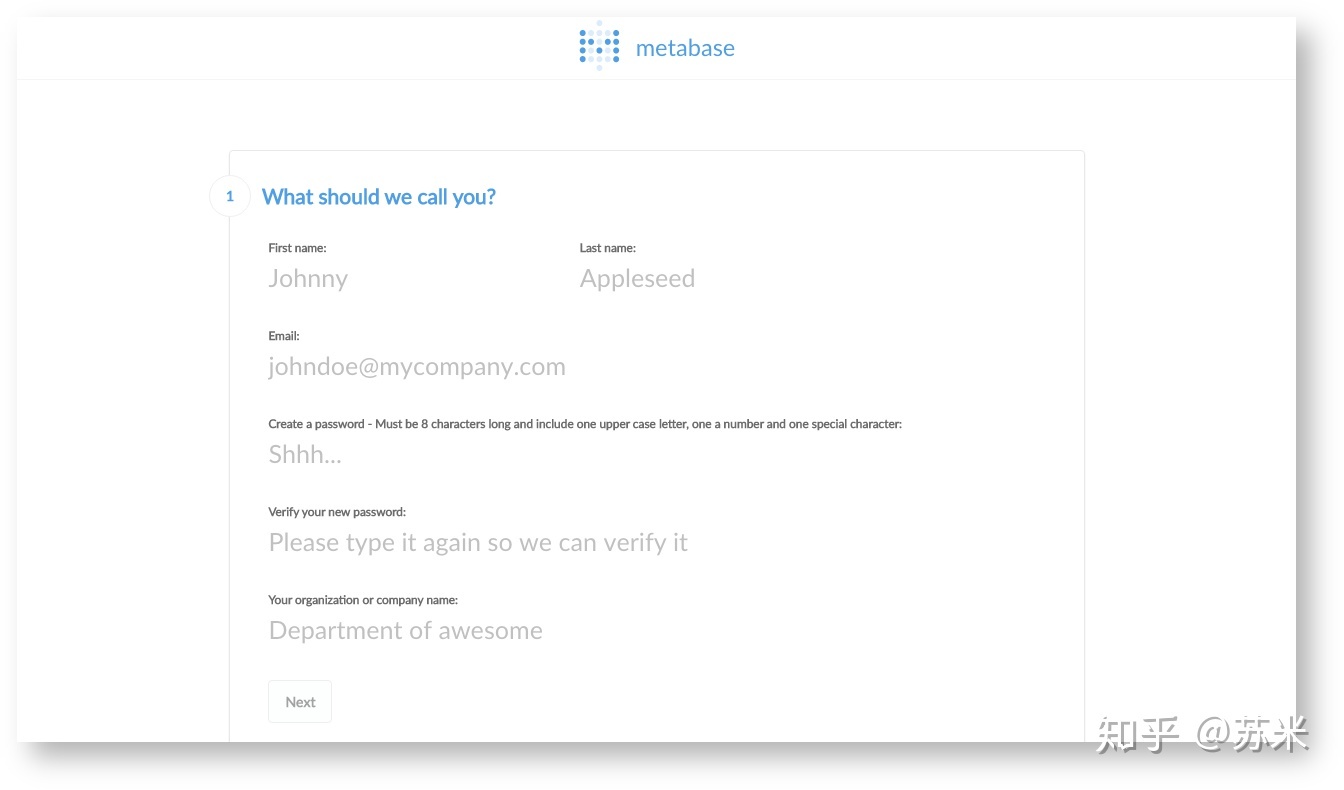 metabase
1 What should we call you?
First name: Last name:
Johnny Appleseed
Email:
johndoe@mycompany.com
Create a password - Must be 8 characters long and include one upper case letter, one a number and one special character:
Shhh...
Verify your new password:
Please type it again so we can verify it
Your organization or company name:
Department of awesome
Next
知乎 @苏米